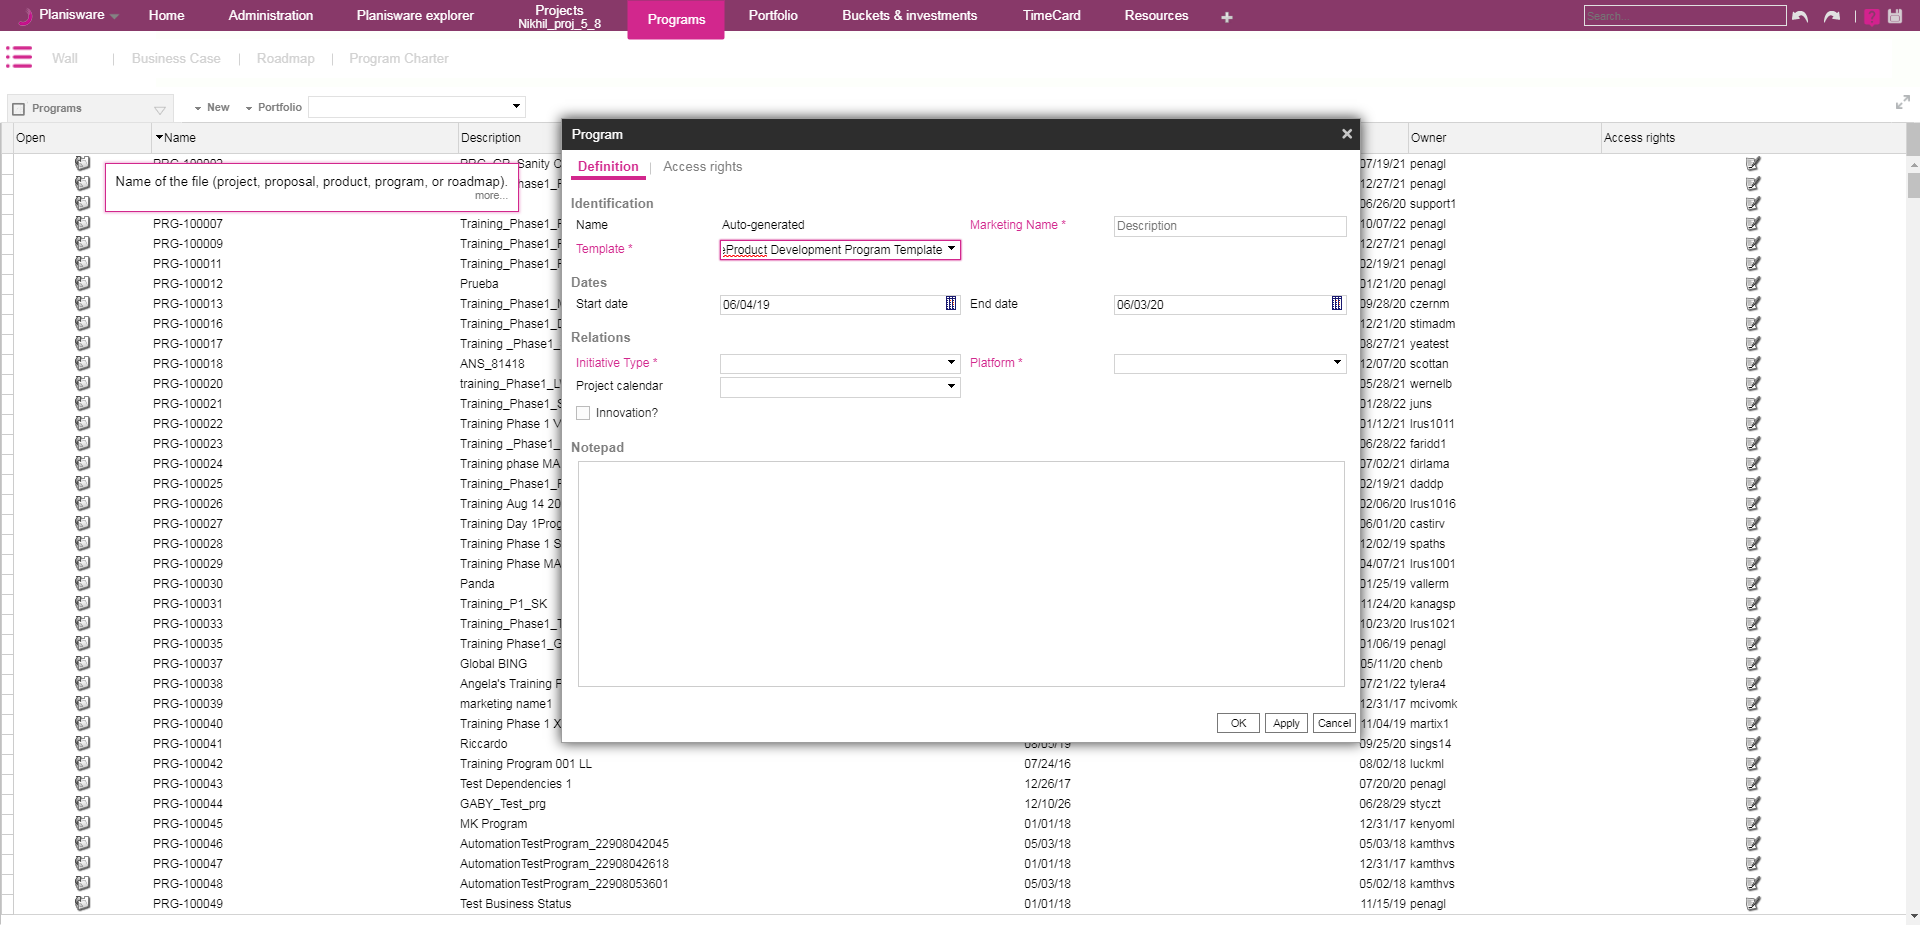 Planisware
Home
Administration
Planisware explorer
Projects
Nikhil_proj_5_8
Programs
Portfolio
Buckets & investments
TimeCard
Resources
Search...
Wall
Business Case
Roadmap
Program Charter
Programs
New
Portfolio
Open
Name
Description
Owner
Access rights
Name of the file (project, proposal, product, program, or roadmap).
more...
07/19/21 penagl
12/27/21 penagl
06/26/20 support1
PRG-100007 Training_Phase1_ 10/07/22 penagl
PRG-100009 Training_Phase1_ 12/27/21 penagl
PRG-100011 Training_Phase1_ 02/19/21 penagl
PRG-100012 Prueba 01/21/20 penagl
PRG-100013 Training_Phase1_ 09/28/20 czernm
PRG-100016 Training_Phase1_ 12/21/20 stimadm
PRG-100017 Training _Phase1_ 08/27/21 yeatest
PRG-100018 ANS_81418 12/07/20 scottan
PRG-100020 training_Phase1_L 05/28/21 wernelb
PRG-100021 Training_Phase1_S 01/28/22 juns
PRG-100022 Training Phase 1 V 01/12/21 lrus1011
PRG-100023 Training _Phase1_ 06/28/22 faridd1
PRG-100024 Training phase MA 07/02/21 dirlama
PRG-100025 Training_Phase1_ 02/19/21 daddp
PRG-100026 Training Aug 14 20 02/06/20 lrus1016
PRG-100027 Training Day 1Prog 06/01/20 castirv
PRG-100028 Training Phase 1 S 12/02/19 spaths
PRG-100029 Training Phase MA 04/07/21 lrus1001
PRG-100030 Panda 01/25/19 vallerm
PRG-100031 Training_P1_SK 11/24/20 kanagsp
PRG-100033 Training_Phase1_T 10/23/20 lrus1021
PRG-100035 Training Phase1_G 01/06/19 penagl
PRG-100037 Global BING 05/11/20 chenb
PRG-100038 Angela's Training 07/21/22 tylera4
PRG-100039 marketing name1 12/31/17 mcivomk
PRG-100040 Training Phase 1 X 11/04/19 martix1
PRG-100041 Riccardo 08/05/19 09/25/20 sings14
PRG-100042 Training Program 001 LL 07/24/16 08/02/18 luckml
PRG-100043 Test Dependencies 1 12/26/17 07/20/20 penagl
PRG-100044 GABY_Test_prg 12/10/26 06/28/29 styczt
PRG-100045 MK Program 01/01/18 12/31/17 kenyoml
PRG-100046 AutomationTestProgram_22908042045 05/03/18 05/03/18 kamthvs
PRG-100047 AutomationTestProgram_22908042618 01/01/18 12/31/17 kamthvs
PRG-100048 AutomationTestProgram_22908053601 05/03/18 05/02/18 kamthvs
PRG-100049 Test Business Status 01/01/18 11/15/19 penagl
Program
Definition
Access rights
Identification
Name Auto-generated Marketing Name * Description
Template * Product Development Program Template
Dates
Start date 06/04/19 End date 06/03/20
Relations
Initiative Type * Platform *
Project calendar
Innovation?
Notepad
OK Apply Cancel